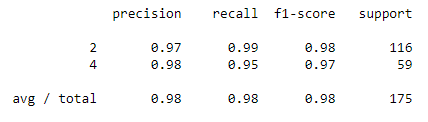 precision recall f1-score support
2 0.97 0.99 0.98 116
4 0.98 0.95 0.97 59
avg / total 0.98 0.98 0.98 175